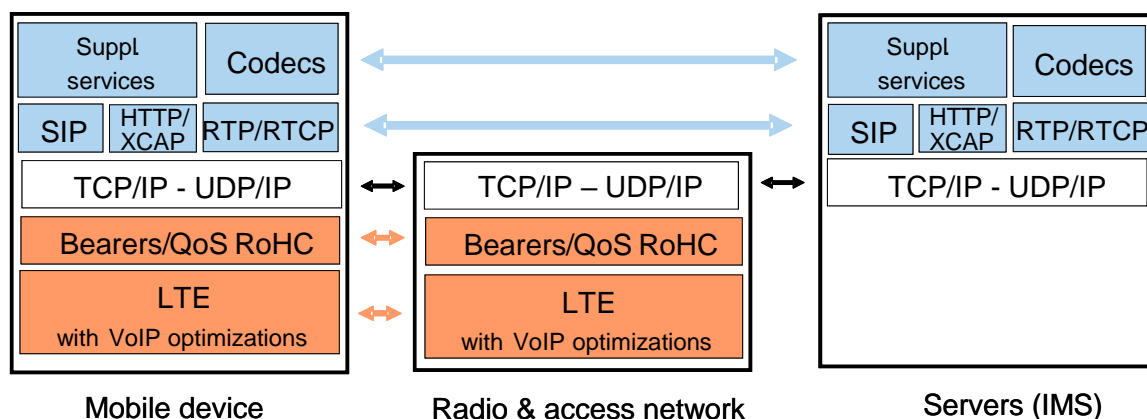 Suppl.
services
Codecs
SIP
HTTP/
XCAP
RTP/RTCP
TCP/IP - UDP/IP
Bearers/QoS RoHC
LTE
with VoIP optimizations
Mobile device
TCP/IP – UDP/IP
Bearers/QoS RoHC
LTE
with VoIP optimizations
Radio & access network
Suppl.
services
Codecs
SIP
HTTP/
XCAP
RTP/RTCP
TCP/IP - UDP/IP
Servers (IMS)